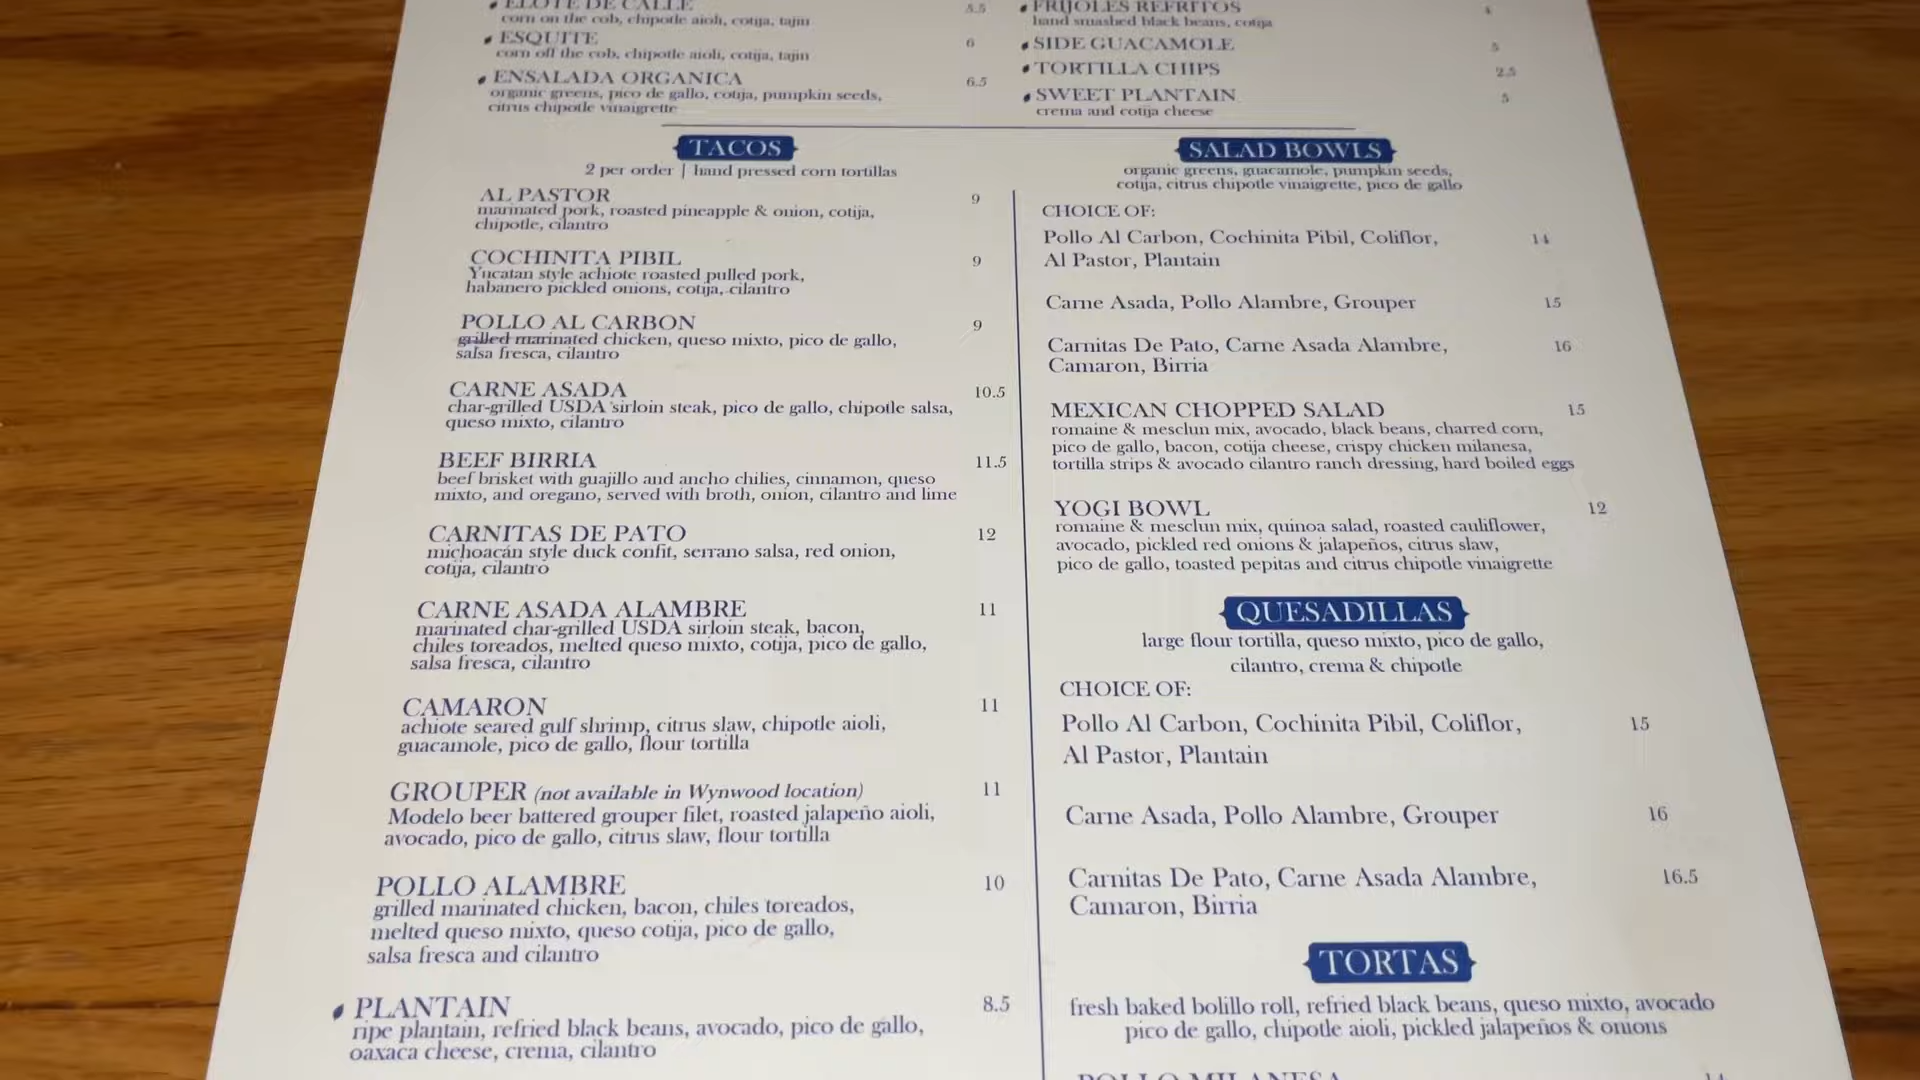 ELOTE DE CALLE 5.5
corn on the cob, chipotle aioli, cotija, tajin
ESQUITE 6
corn off the cob, chipotle aioli, cotija, tajin
ENSALADA ORGANICA 6.5
organic greens, pico de gallo, cotija, pumpkin seeds,
citrus chipotle vinaigrette
FRIJOLES REFRITOS 4
hand smashed black beans, cotija
SIDE GUACAMOLE 5
TORTILLA CHIPS 2.5
SWEET PLANTAIN 5
crema and cotija cheese
TACOS
2 per order | hand pressed corn tortillas
AL PASTOR 9
marinated pork, roasted pineapple & onion, cotija,
chipotle, cilantro
COCHINITA PIBIL 9
Yucatan style achiote roasted pulled pork,
habanero pickled onions, cotija, cilantro
POLLO AL CARBON 9
grilled marinated chicken, queso mixto, pico de gallo,
salsa fresca, cilantro
CARNE ASADA 10.5
char-grilled USDA sirloin steak, pico de gallo, chipotle salsa,
queso mixto, cilantro
BEEF BIRRIA 11.5
beef brisket with guajillo and ancho chilies, cinnamon, queso
mixto, and oregano, served with broth, onion, cilantro and lime
CARNITAS DE PATO 12
michoacán style duck confit, serrano salsa, red onion,
cotija, cilantro
CARNE ASADA ALAMBRE 11
marinated char-grilled USDA sirloin steak, bacon,
chiles toreados, melted queso mixto, cotija, pico de gallo,
salsa fresca, cilantro
CAMARON 11
achiote seared gulf shrimp, citrus slaw, chipotle aioli,
guacamole, pico de gallo, flour tortilla
GROUPER (not available in Wynwood location) 11
Modelo beer battered grouper filet, roasted jalapeño aioli,
avocado, pico de gallo, citrus slaw, flour tortilla
POLLO ALAMBRE 10
grilled marinated chicken, bacon, chiles toreados,
melted queso mixto, queso cotija, pico de gallo,
salsa fresca and cilantro
PLANTAIN 8.5
ripe plantain, refried black beans, avocado, pico de gallo,
oaxaca cheese, crema, cilantro
SALAD BOWLS
organic greens, guacamole, pumpkin seeds,
cotija, citrus chipotle vinaigrette, pico de gallo
CHOICE OF:
Pollo Al Carbon, Cochinita Pibil, Coliflor, 14
Al Pastor, Plantain
Carne Asada, Pollo Alambre, Grouper 15
Carnitas De Pato, Carne Asada Alambre, 16
Camaron, Birria
MEXICAN CHOPPED SALAD 15
romaine & mesclun mix, avocado, black beans, charred corn,
pico de gallo, bacon, cotija cheese, crispy chicken milanesa,
tortilla strips & avocado cilantro ranch dressing, hard boiled eggs
YOGI BOWL 12
romaine & mesclun mix, quinoa salad, roasted cauliflower,
avocado, pickled red onions & jalapeños, citrus slaw,
pico de gallo, toasted pepitas and citrus chipotle vinaigrette
QUESADILLAS
large flour tortilla, queso mixto, pico de gallo,
cilantro, crema & chipotle
CHOICE OF:
Pollo Al Carbon, Cochinita Pibil, Coliflor, 15
Al Pastor, Plantain
Carne Asada, Pollo Alambre, Grouper 16
Carnitas De Pato, Carne Asada Alambre, 16.5
Camaron, Birria
TORTAS
fresh baked bolillo roll, refried black beans, queso mixto, avocado
pico de gallo, chipotle aioli, pickled jalapeños & onions
POLLO MILANESA